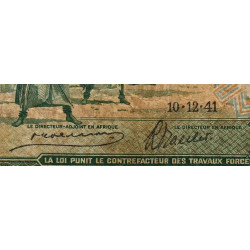 10-12-41
LE DIRECTEUR-ADJOINT EN AFRIQUE LE DIRECTEUR EN AFRIQUE
LA LOI PUNIT LE CONTREFACTEUR DES TRAVAUX FORCÉ